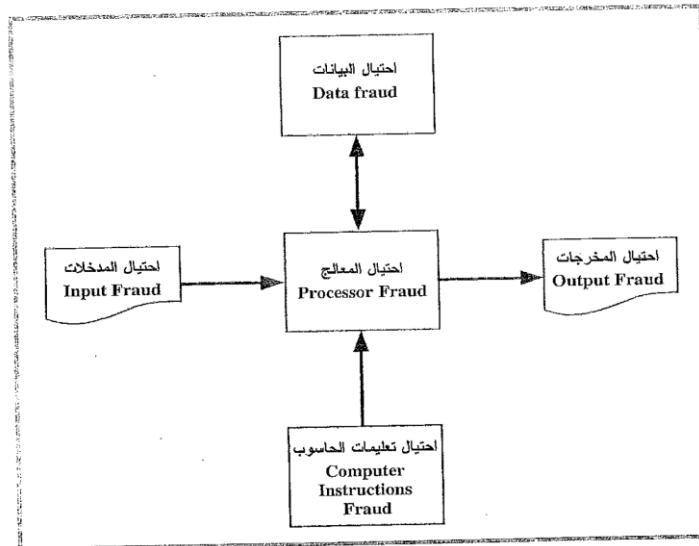 احتيال البيانات
Data fraud
احتيال المدخلات
Input Fraud
احتيال المعالج
Processor Fraud
احتيال المخرجات
Output Fraud
احتيال تعليمات الحاسوب
Computer
Instructions
Fraud